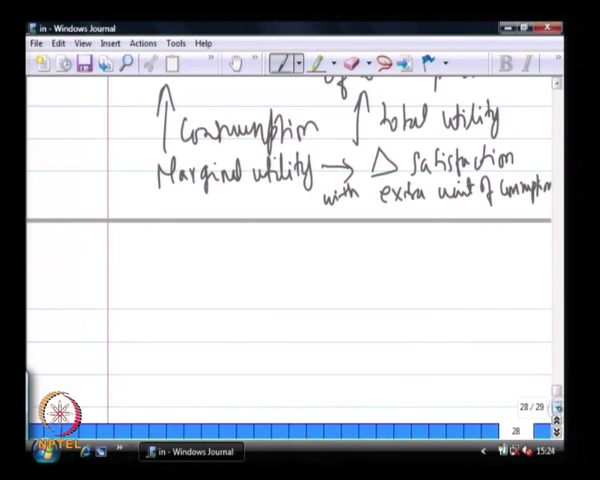 in - Windows Journal
File Edit View Insert Actions Tools Help
B I
↑ Consumption ↑ total utility
Marginal utility → Δ satisfaction
with extra unit of consumption
28 / 29
28
NPTEL
in - Windows Journal
15:24